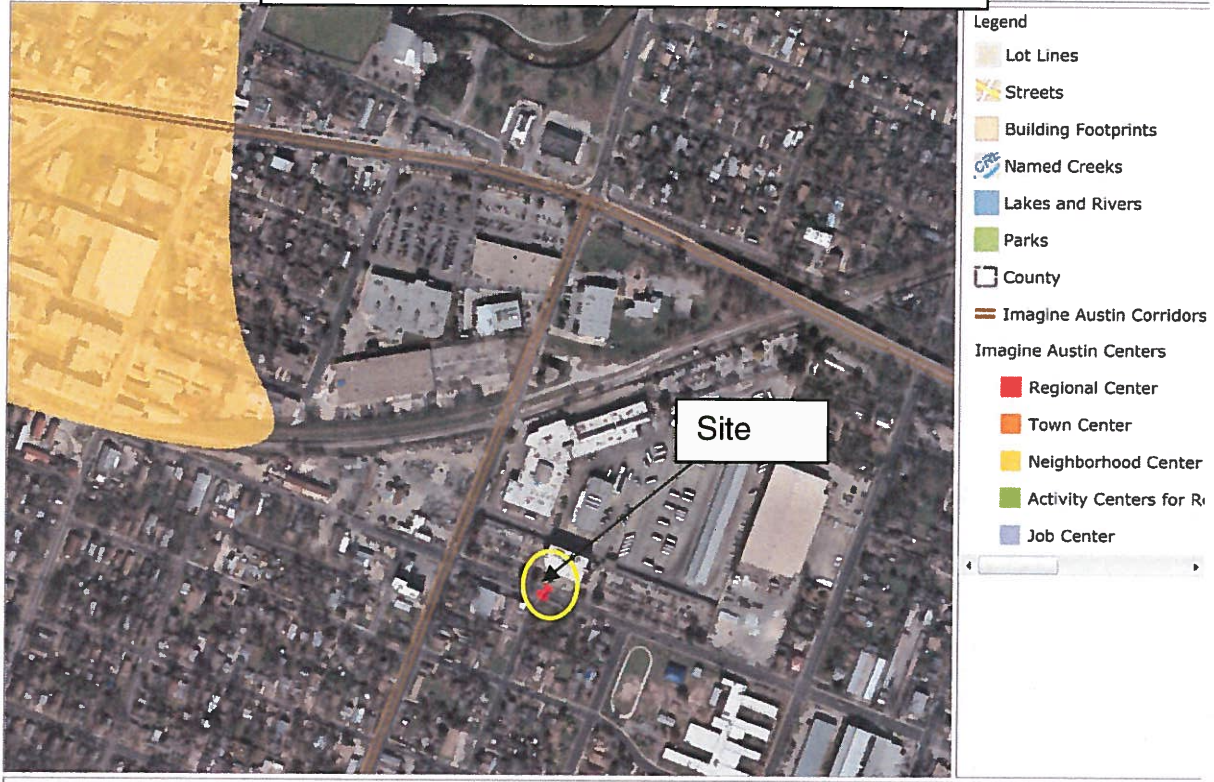 Site
Legend
Lot Lines
Streets
Building Footprints
CRE
Named Creeks
Lakes and Rivers
Parks
County
Imagine Austin Corridors
Imagine Austin Centers
Regional Center
Town Center
Neighborhood Center
Activity Centers for R
Job Center